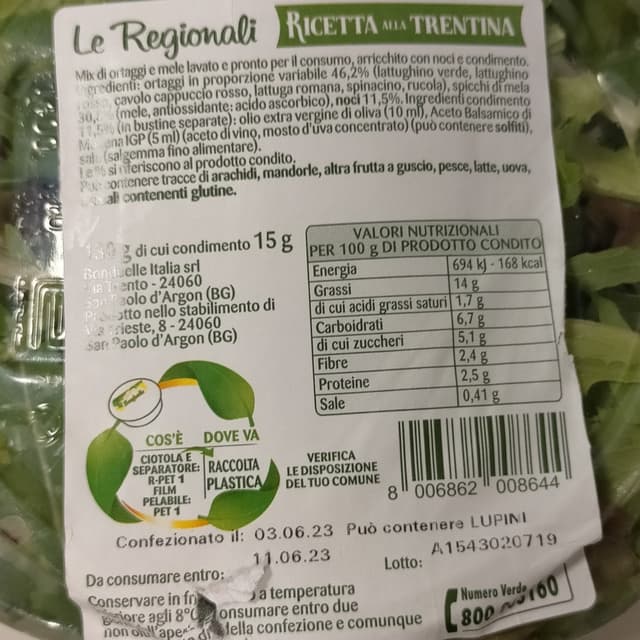 Le Regionali RICETTA ALLA TRENTINA
Mix di ortaggi e mele lavato e pronto per il consumo, arricchito con noci e condimento.
ortaggi in proporzione variabile 46,2% (lattughino verde, lattughino
cavolo cappuccio rosso, lattuga romana, spinacino, rucola), spicchi di mela
(mele, antiossidante: acido ascorbico), noci 11,5%. Ingredienti condimento
(in bustine separate): olio extra vergine di oliva (10 ml), Aceto Balsamico di
IGP (5 ml) (aceto di vino, mosto d'uva concentrato) (può contenere solfiti),
(salgemma fino alimentare).
si riferiscono al prodotto condito.
contenere tracce di arachidi, mandorle, altra frutta a guscio, pesce, latte, uova,
contenenti glutine.
g di cui condimento 15 g
Italia srl
24060
Paolo d'Argon (BG)
nello stabilimento di
8 - 24060
San Paolo d'Argon (BG)
VALORI NUTRIZIONALI
PER 100 g DI PRODOTTO CONDITO
Energia 694 kJ - 168 kcal
Grassi 14 g
di cui acidi grassi saturi 1,7 g
Carboidrati 6,7 g
di cui zuccheri 5,1 g
Fibre 2,4 g
Proteine 2,5 g
Sale 0,41 g
COS'È DOVE VA
CIOTOLA E
SEPARATORE:
R-PET 1
FILM
PELABILE:
PET 1
RACCOLTA
PLASTICA
VERIFICA
LE DISPOSIZIONE
DEL TUO COMUNE
8 006862 008644
Confezionato il: 03.06.23 Può contenere LUPINI
Da consumare entro: 11.06.23 Lotto: A1543020719
Conservare in a temperatura
agli 8°C consumare entro due
della confezione e comunque
Numero Verde
800 160